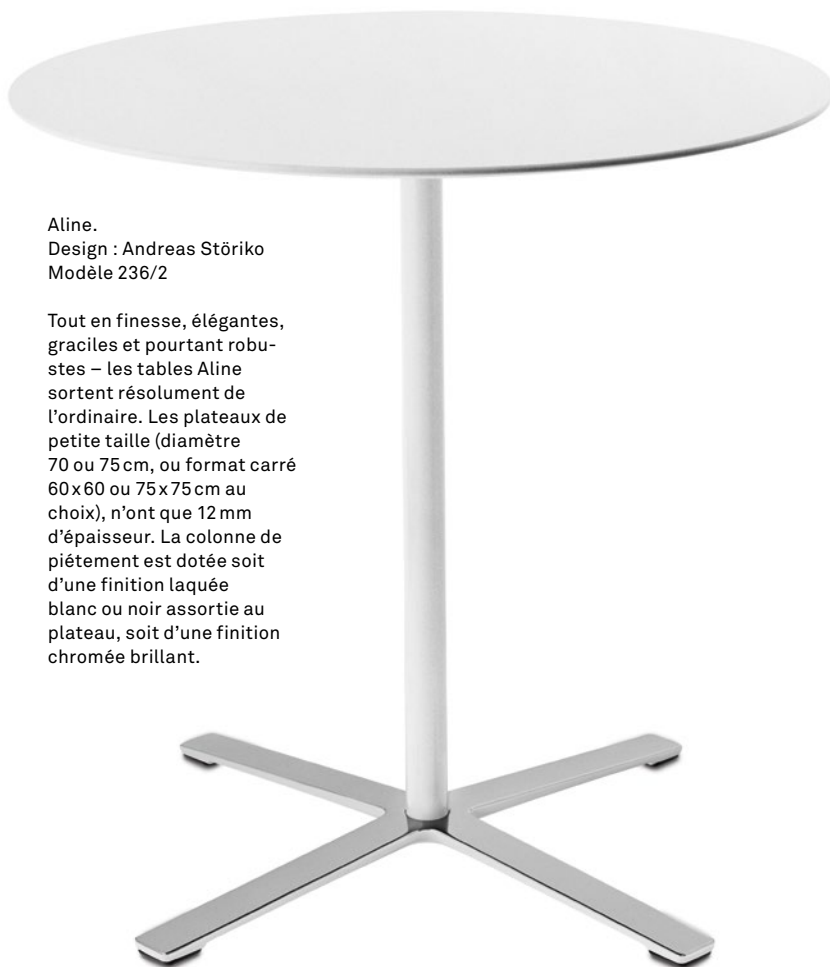 Aline.
Design : Andreas Störiko
Modèle 236/2
Tout en finesse, élégantes,
graciles et pourtant robu-
stes – les tables Aline
sortent résolument de
l’ordinaire. Les plateaux de
petite taille (diamètre
70 ou 75 cm, ou format carré
60 x 60 ou 75 x 75 cm au
choix), n’ont que 12 mm
d’épaisseur. La colonne de
piétement est dotée soit
d’une finition laquée
blanc ou noir assortie au
plateau, soit d’une finition
chromée brillant.